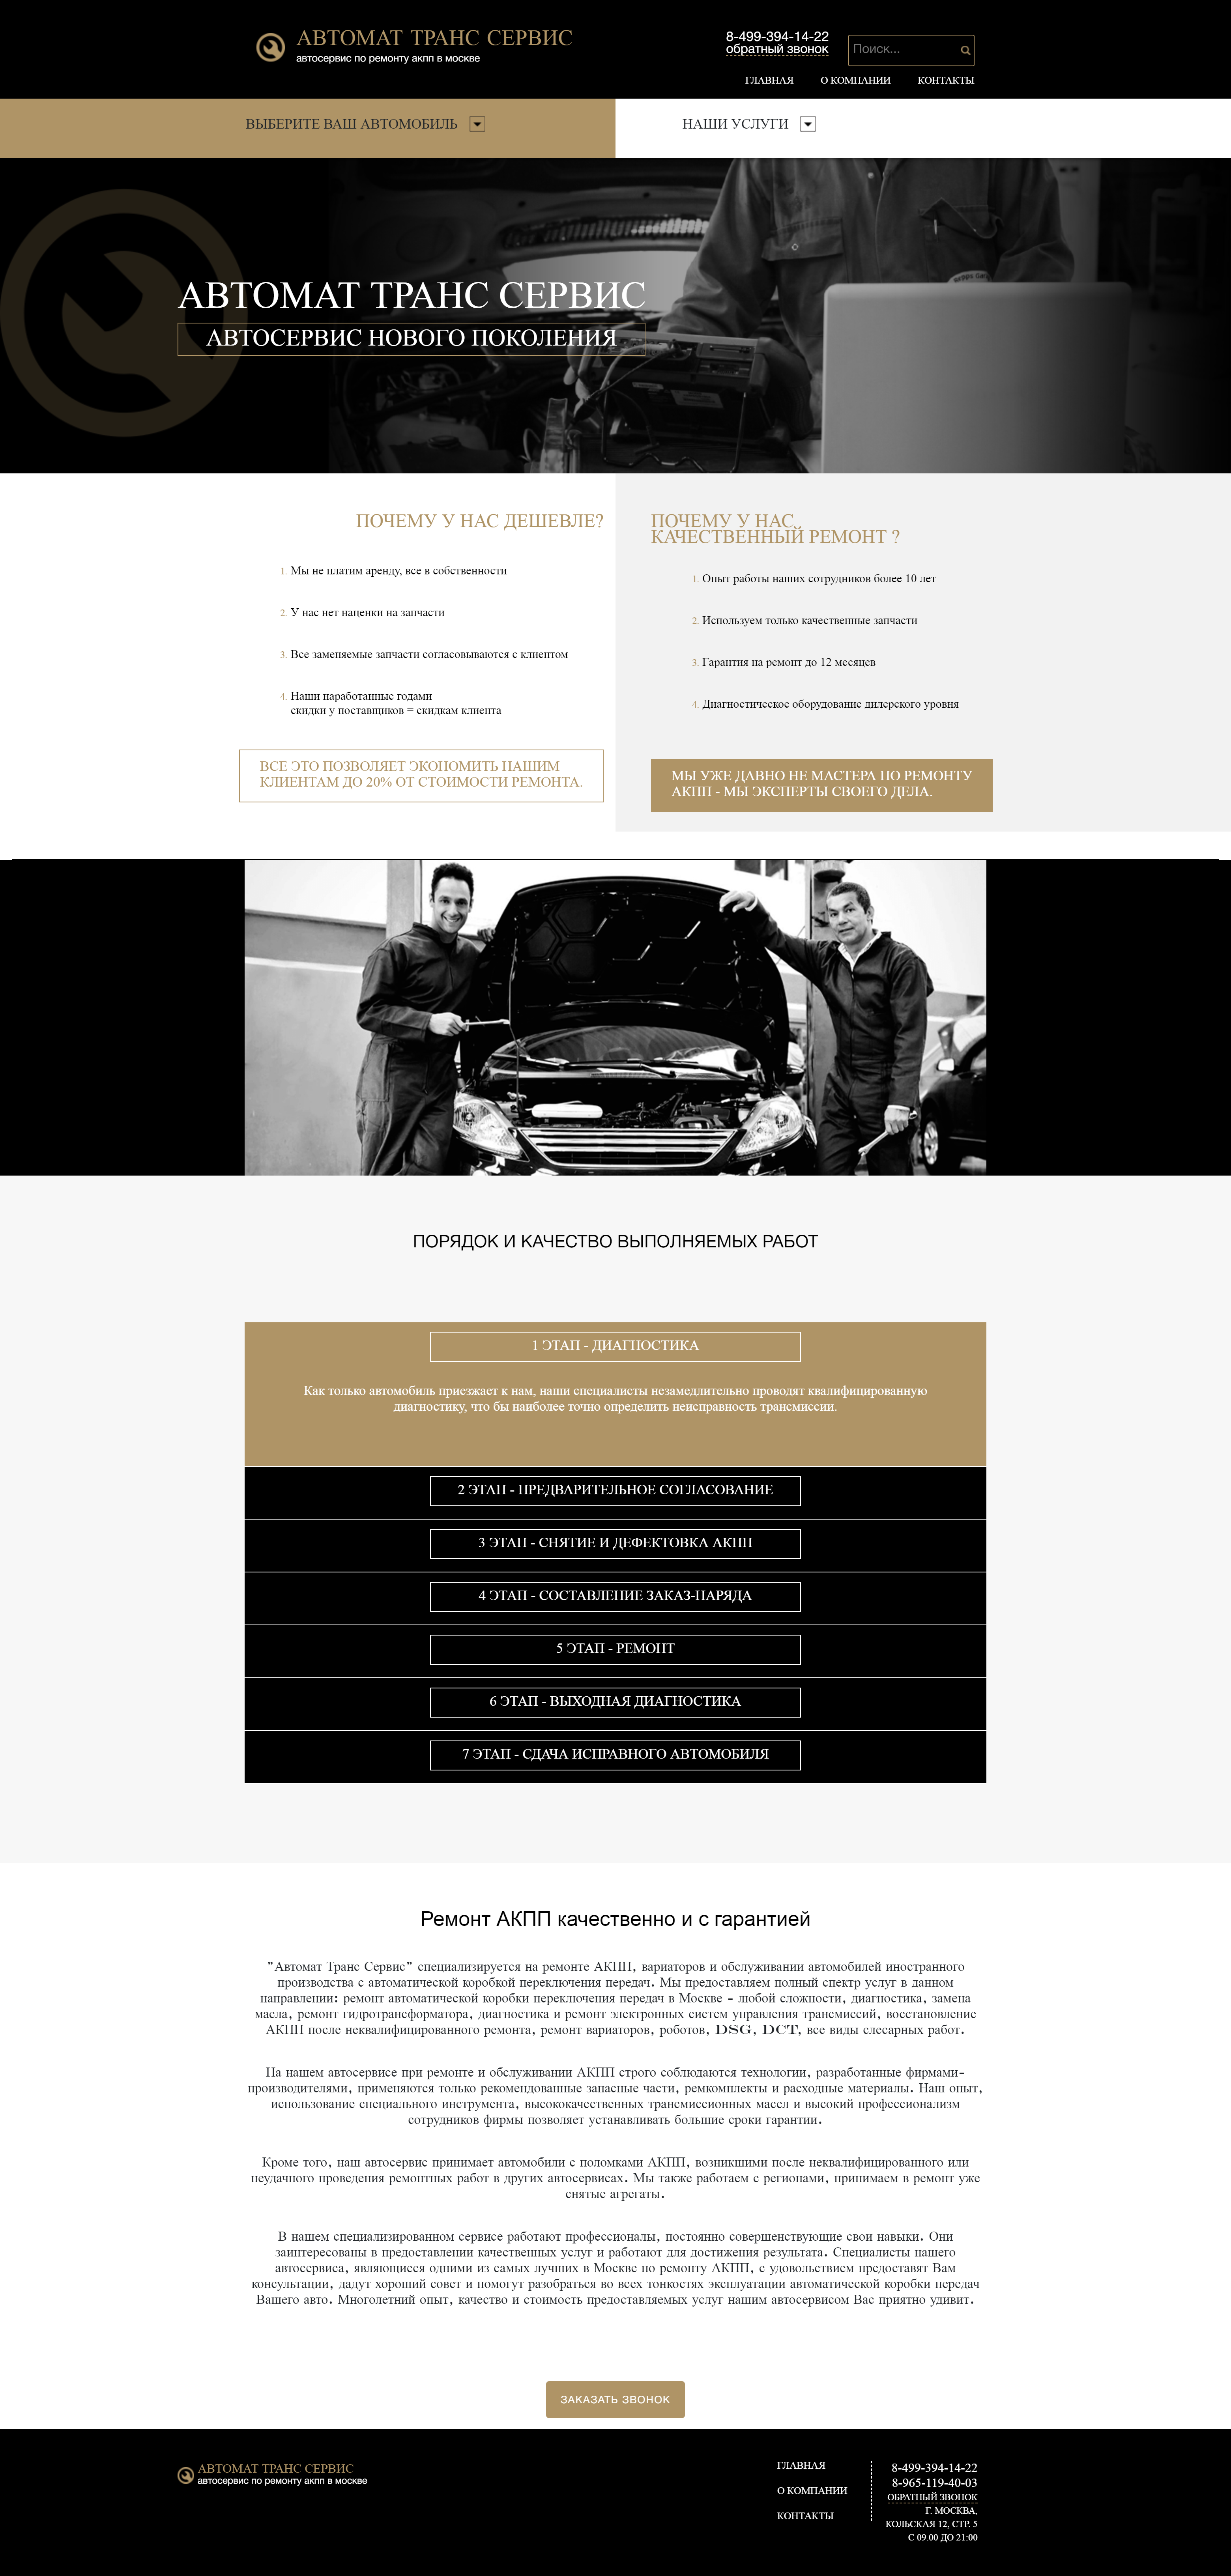 АВТОМАТ ТРАНС СЕРВИС
автосервис по ремонту акпп в москве
8-499-394-14-22
обратный звонок
Поиск...
ГЛАВНАЯ О КОМПАНИИ КОНТАКТЫ
ВЫБЕРИТЕ ВАШ АВТОМОБИЛЬ
НАШИ УСЛУГИ
АВТОМАТ ТРАНС СЕРВИС
АВТОСЕРВИС НОВОГО ПОКОЛЕНИЯ
ПОЧЕМУ У НАС ДЕШЕВЛЕ?
1. Мы не платим аренду, все в собственности
2. У нас нет наценки на запчасти
3. Все заменяемые запчасти согласовываются с клиентом
4. Наши наработанные годами
скидки у поставщиков = скидкам клиента
ВСЕ ЭТО ПОЗВОЛЯЕТ ЭКОНОМИТЬ НАШИМ
КЛИЕНТАМ ДО 20% ОТ СТОИМОСТИ РЕМОНТА.
ПОЧЕМУ У НАС
КАЧЕСТВЕННЫЙ РЕМОНТ ?
1. Опыт работы наших сотрудников более 10 лет
2. Используем только качественные запчасти
3. Гарантия на ремонт до 12 месяцев
4. Диагностическое оборудование дилерского уровня
МЫ УЖЕ ДАВНО НЕ МАСТЕРА ПО РЕМОНТУ
АКПП - МЫ ЭКСПЕРТЫ СВОЕГО ДЕЛА.
ПОРЯДОК И КАЧЕСТВО ВЫПОЛНЯЕМЫХ РАБОТ
1 ЭТАП - ДИАГНОСТИКА
Как только автомобиль приезжает к нам, наши специалисты незамедлительно проводят квалифицированную
диагностику, что бы наиболее точно определить неисправность трансмиссии.
2 ЭТАП - ПРЕДВАРИТЕЛЬНОЕ СОГЛАСОВАНИЕ
3 ЭТАП - СНЯТИЕ И ДЕФЕКТОВКА АКПП
4 ЭТАП - СОСТАВЛЕНИЕ ЗАКАЗ-НАРЯДА
5 ЭТАП - РЕМОНТ
6 ЭТАП - ВЫХОДНАЯ ДИАГНОСТИКА
7 ЭТАП - СДАЧА ИСПРАВНОГО АВТОМОБИЛЯ
Ремонт АКПП качественно и с гарантией
"Автомат Транс Сервис" специализируется на ремонте АКПП, вариаторов и обслуживании автомобилей иностранного
производства с автоматической коробкой переключения передач. Мы предоставляем полный спектр услуг в данном
направлении: ремонт автоматической коробки переключения передач в Москве - любой сложности, диагностика, замена
масла, ремонт гидротрансформатора, диагностика и ремонт электронных систем управления трансмиссий, восстановление
АКПП после неквалифицированного ремонта, ремонт вариаторов, роботов, DSG, DCT, все виды слесарных работ.
На нашем автосервисе при ремонте и обслуживании АКПП строго соблюдаются технологии, разработанные фирмами-
производителями, применяются только рекомендованные запасные части, ремкомплекты и расходные материалы. Наш опыт,
использование специального инструмента, высококачественных трансмиссионных масел и высокий профессионализм
сотрудников фирмы позволяет устанавливать большие сроки гарантии.
Кроме того, наш автосервис принимает автомобили с поломками АКПП, возникшими после неквалифицированного или
неудачного проведения ремонтных работ в других автосервисах. Мы также работаем с регионами, принимаем в ремонт уже
снятые агрегаты.
В нашем специализированном сервисе работают профессионалы, постоянно совершенствующие свои навыки. Они
заинтересованы в предоставлении качественных услуг и работают для достижения результата. Специалисты нашего
автосервиса, являющиеся одними из самых лучших в Москве по ремонту АКПП, с удовольствием предоставят Вам
консультации, дадут хороший совет и помогут разобраться во всех тонкостях эксплуатации автоматической коробки передач
Вашего авто. Многолетний опыт, качество и стоимость предоставляемых услуг нашим автосервисом Вас приятно удивит.
ЗАКАЗАТЬ ЗВОНОК
АВТОМАТ ТРАНС СЕРВИС
автосервис по ремонту акпп в москве
ГЛАВНАЯ
О КОМПАНИИ
КОНТАКТЫ
8-499-394-14-22
8-965-119-40-03
ОБРАТНЫЙ ЗВОНОК
Г. МОСКВА,
КОЛЬСКАЯ 12, СТР. 5
С 09.00 ДО 21:00